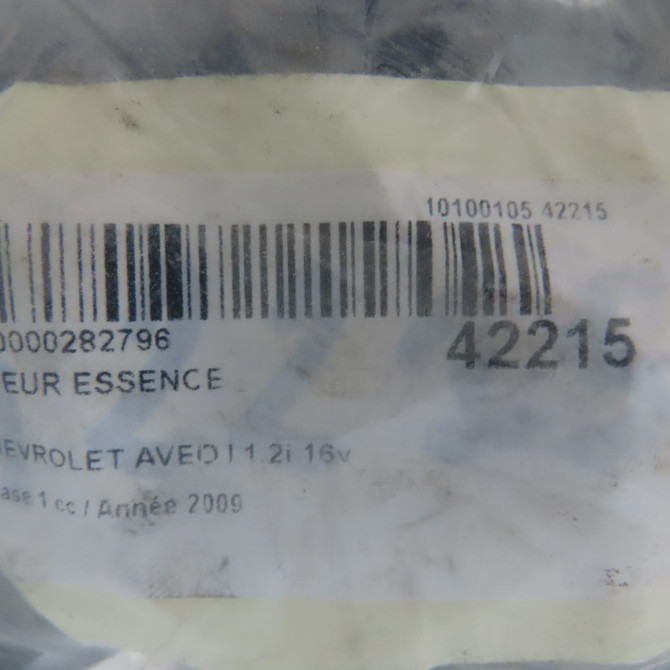 10100105 42215
0000282796
42215
EUR ESSENCE
EVROLET AVEO I 1.2i 16v
ase 1 cc / Année 2009